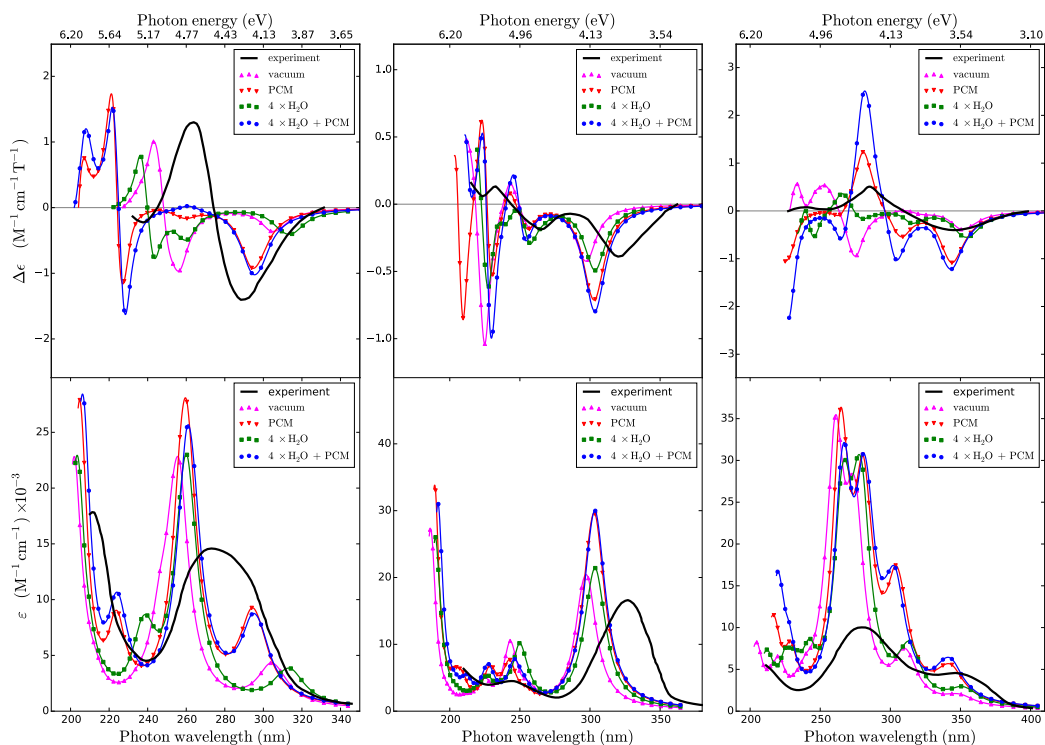 Photon energy (eV)
6.20 5.64 5.17 4.77 4.43 4.13 3.87 3.65
Photon energy (eV)
6.20 4.96 4.13 3.54
Photon energy (eV)
6.20 4.96 4.13 3.54 3.10
Δϵ (M⁻¹ cm⁻¹ T⁻¹)
2
1
0
−1
−2
experiment
vacuum
PCM
4 ×H₂O
4 ×H₂O + PCM
1.0
0.5
0.0
−0.5
−1.0
experiment
vacuum
PCM
4 ×H₂O
4 ×H₂O + PCM
3
2
1
0
−1
−2
−3
experiment
vacuum
PCM
4 ×H₂O
4 ×H₂O + PCM
ε (M⁻¹ cm⁻¹) ×10⁻³
25
20
15
10
5
0
experiment
vacuum
PCM
4 ×H₂O
4 ×H₂O + PCM
200 220 240 260 280 300 320 340
Photon wavelength (nm)
40
30
20
10
0
experiment
vacuum
PCM
4 ×H₂O
4 ×H₂O + PCM
200 250 300 350
Photon wavelength (nm)
40
35
30
25
20
15
10
5
0
experiment
vacuum
PCM
4 ×H₂O
4 ×H₂O + PCM
200 250 300 350 400
Photon wavelength (nm)